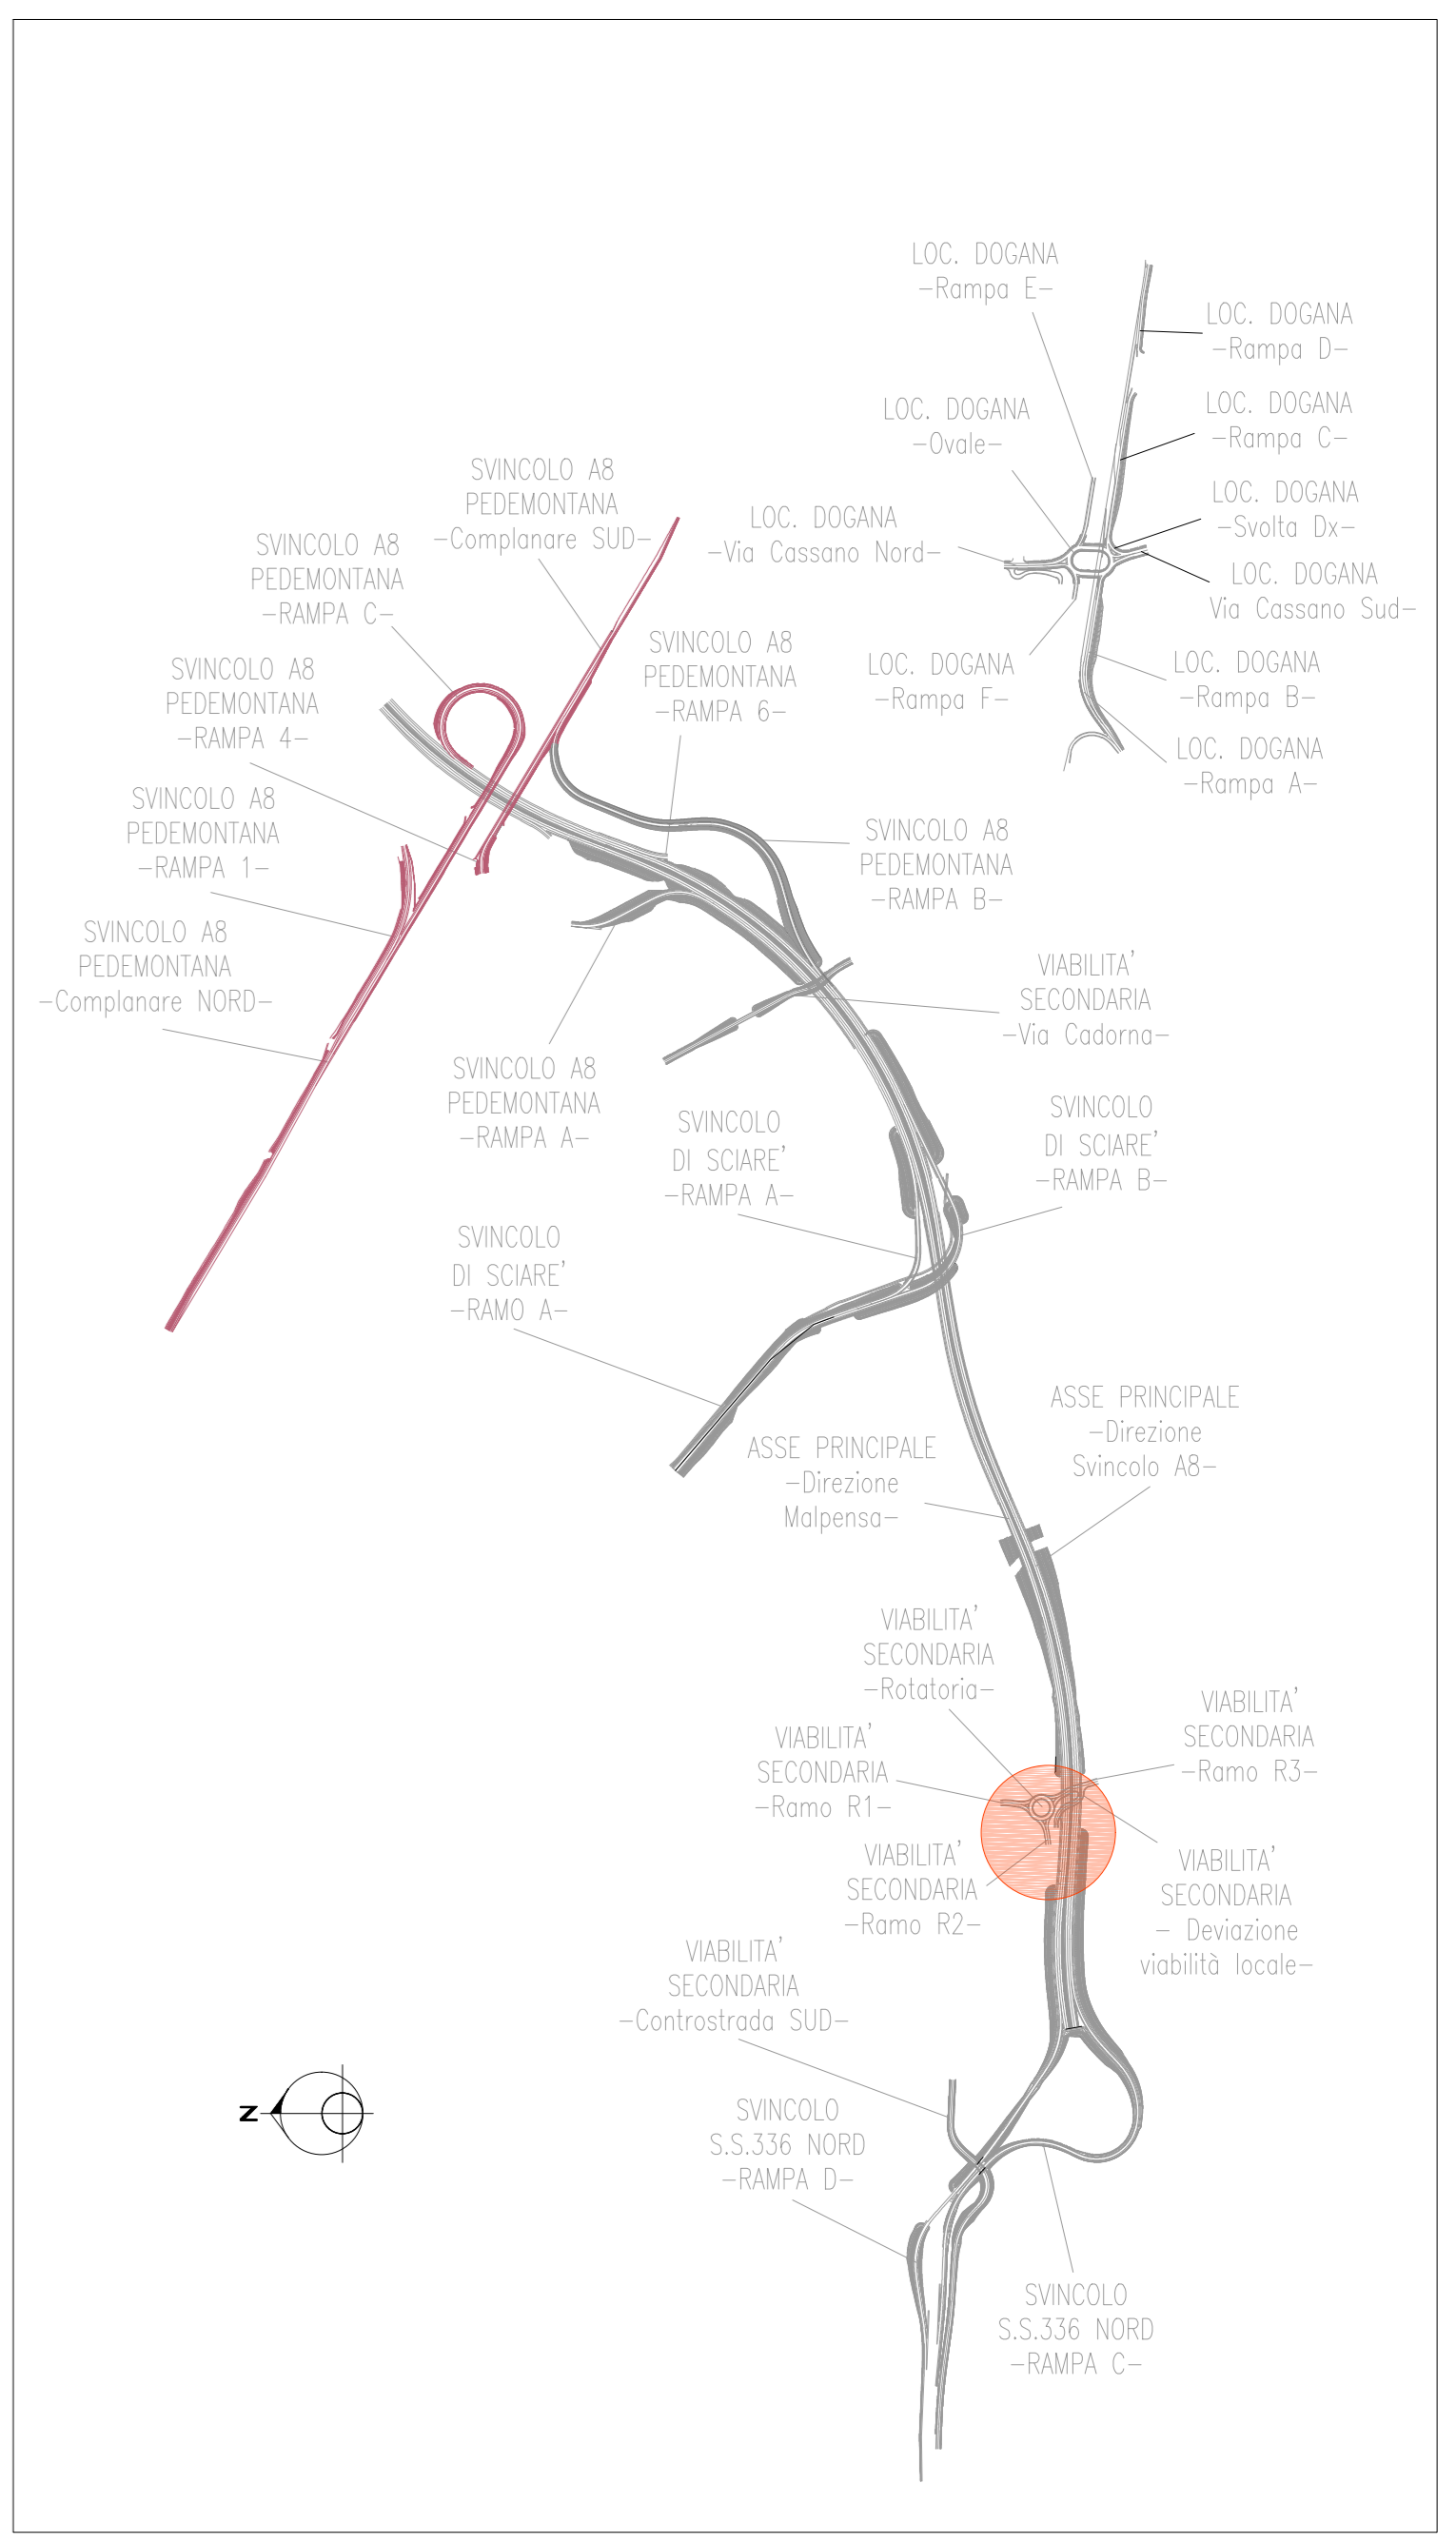 LOC. DOGANA
-Rampa E-
LOC. DOGANA
-Rampa D-
LOC. DOGANA
-Rampa C-
LOC. DOGANA
-Ovale-
SVINCOLO A8
PEDEMONTANA
-Complanare SUD-
LOC. DOGANA
-Svolta Dx-
LOC. DOGANA
-Via Cassano Nord-
SVINCOLO A8
PEDEMONTANA
-RAMPA C-
LOC. DOGANA
Via Cassano Sud-
SVINCOLO A8
PEDEMONTANA
-RAMPA 6-
LOC. DOGANA
-Rampa F-
LOC. DOGANA
-Rampa B-
SVINCOLO A8
PEDEMONTANA
-RAMPA 4-
LOC. DOGANA
-Rampa A-
SVINCOLO A8
PEDEMONTANA
-RAMPA 1-
SVINCOLO A8
PEDEMONTANA
-RAMPA B-
SVINCOLO A8
PEDEMONTANA
-Complanare NORD-
VIABILITA'
SECONDARIA
-Via Cadorna-
SVINCOLO A8
PEDEMONTANA
-RAMPA A-
SVINCOLO
DI SCIARE'
-RAMPA B-
SVINCOLO
DI SCIARE'
-RAMPA A-
SVINCOLO
DI SCIARE'
-RAMO A-
ASSE PRINCIPALE
-Direzione
Svincolo A8-
ASSE PRINCIPALE
-Direzione
Malpensa-
VIABILITA'
SECONDARIA
-Rotatoria-
VIABILITA'
SECONDARIA
-Ramo R3-
VIABILITA'
SECONDARIA
-Ramo R1-
VIABILITA'
SECONDARIA
-Ramo R2-
VIABILITA'
SECONDARIA
- Deviazione
viabilità locale-
VIABILITA'
SECONDARIA
-Controstrada SUD-
N
SVINCOLO
S.S.336 NORD
-RAMPA D-
SVINCOLO
S.S.336 NORD
-RAMPA C-